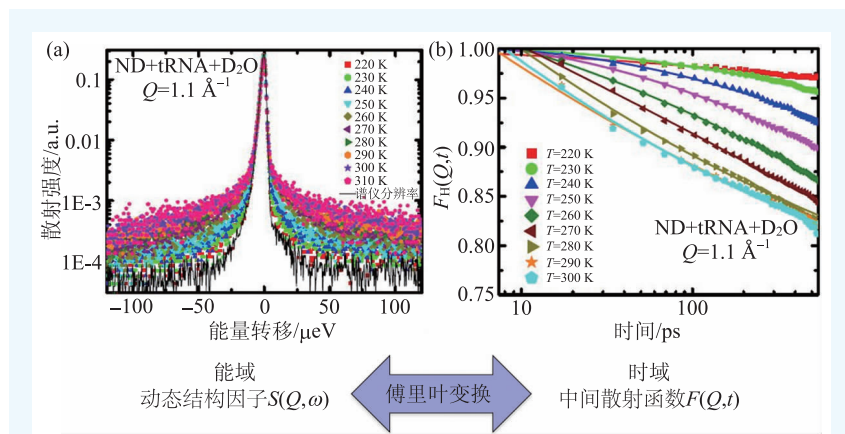 (a)
ND+tRNA+D₂O
Q=1.1 Å⁻¹
220 K
230 K
240 K
250 K
260 K
270 K
280 K
290 K
300 K
310 K
谱仪分辨率
散射强度/a.u.
0.1
0.01
1E-3
1E-4
−100
−50
0
50
100
能量转移/μeV
(b)
F_H(Q,t)
1.00
0.95
0.90
0.85
0.80
0.75
T=220 K
T=230 K
T=240 K
T=250 K
T=260 K
T=270 K
T=280 K
T=290 K
T=300 K
ND+tRNA+D₂O
Q=1.1 Å⁻¹
10
100
时间/ps
能域
动态结构因子S(Q,ω)
傅里叶变换
时域
中间散射函数F(Q,t)